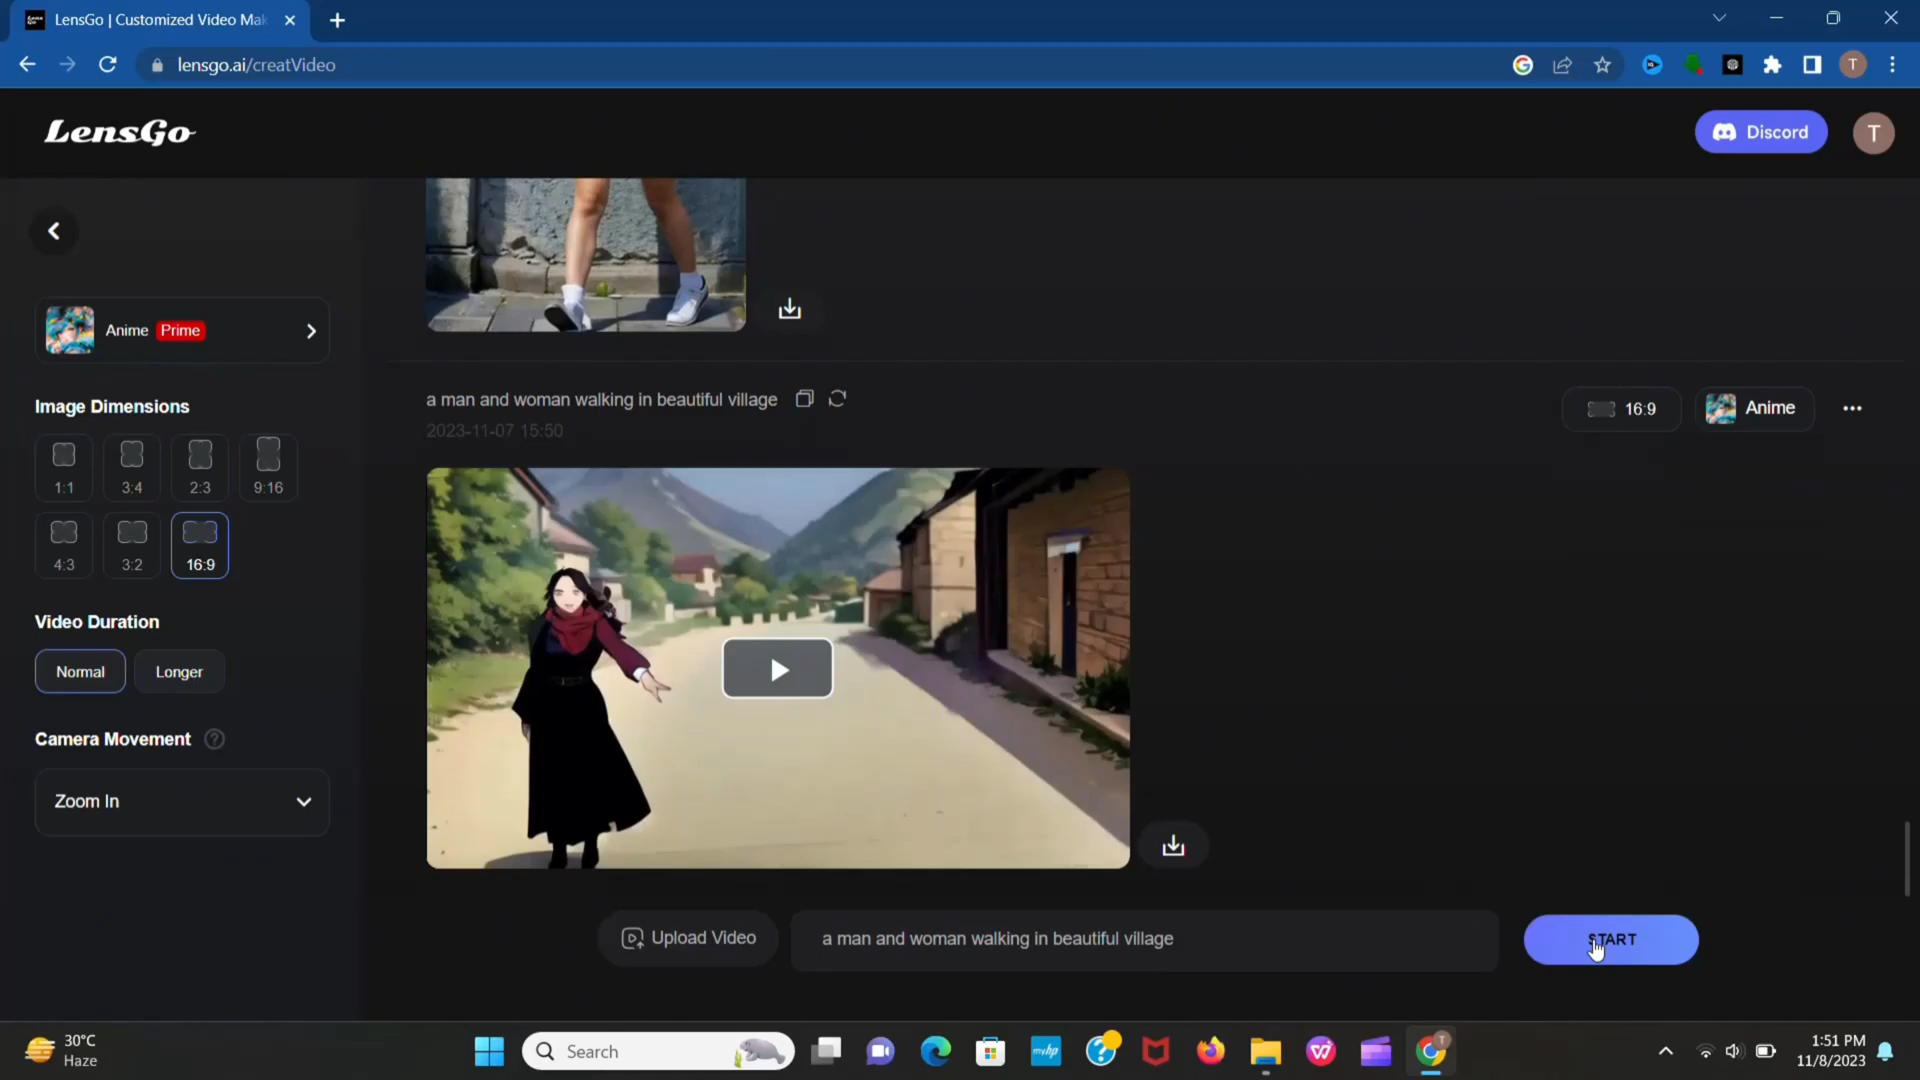 LensGo | Customized Video Mak
lensgo.ai/creatVideo
T
LensGo
Discord
T
Anime Prime
Image Dimensions
1:1 3:4 2:3 9:16
4:3 3:2 16:9
Video Duration
Normal Longer
Camera Movement ?
Zoom In
a man and woman walking in beautiful village
2023-11-07 15:50
16:9
Anime
Upload Video
a man and woman walking in beautiful village
START
30°C
Haze
Search
myhp
1:51 PM
11/8/2023